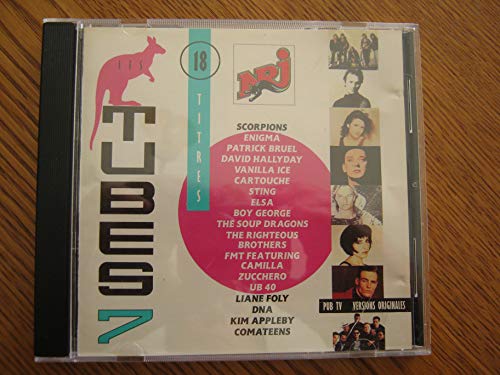 LES
TUBES 7
18
TITRES
NRJ
SCORPIONS
ENIGMA
PATRICK BRUEL
DAVID HALLYDAY
VANILLA ICE
CARTOUCHE
STING
ELSA
BOY GEORGE
THE SOUP DRAGONS
THE RIGHTEOUS
BROTHERS
FMT FEATURING
CAMILLA
ZUCCHERO
UB 40
LIANE FOLY
DNA
KIM APPLEBY
COMATEENS
PUB TV VERSIONS ORIGINALES